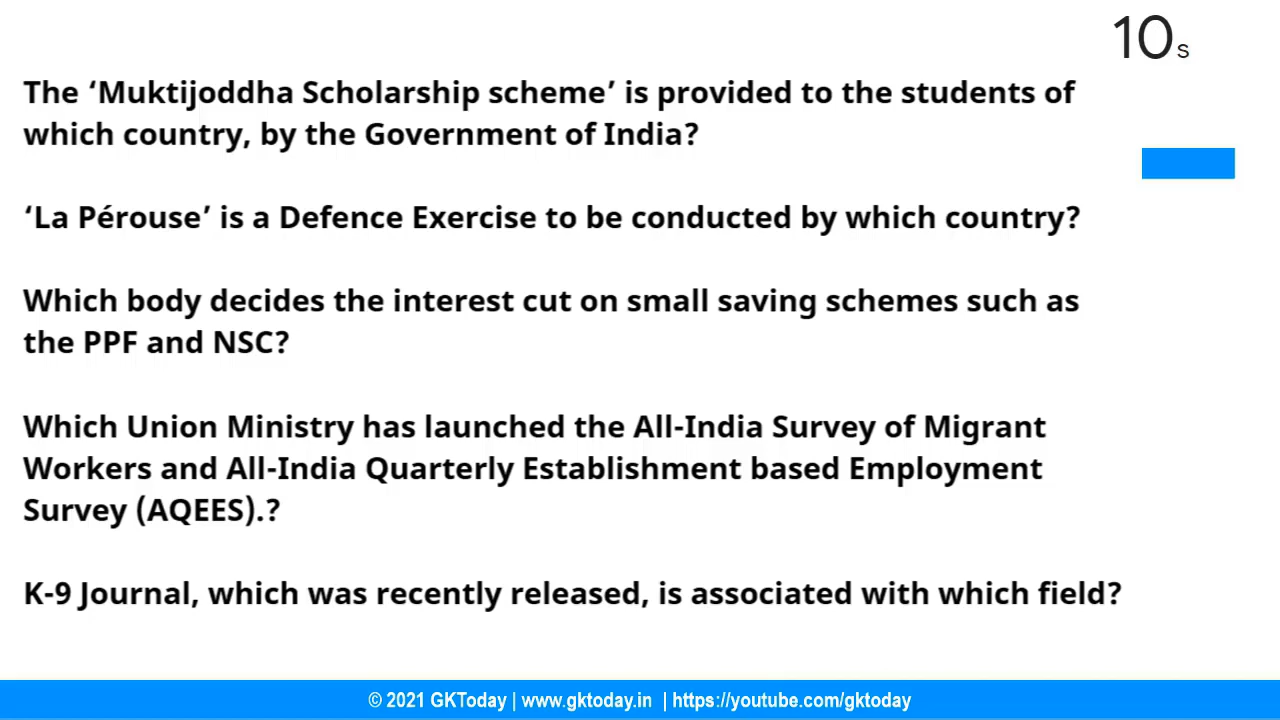 10s
The ‘Muktijoddha Scholarship scheme’ is provided to the students of
which country, by the Government of India?
‘La Pérouse’ is a Defence Exercise to be conducted by which country?
Which body decides the interest cut on small saving schemes such as
the PPF and NSC?
Which Union Ministry has launched the All-India Survey of Migrant
Workers and All-India Quarterly Establishment based Employment
Survey (AQEES).?
K-9 Journal, which was recently released, is associated with which field?
© 2021 GKToday | www.gktoday.in | https://youtube.com/gktoday